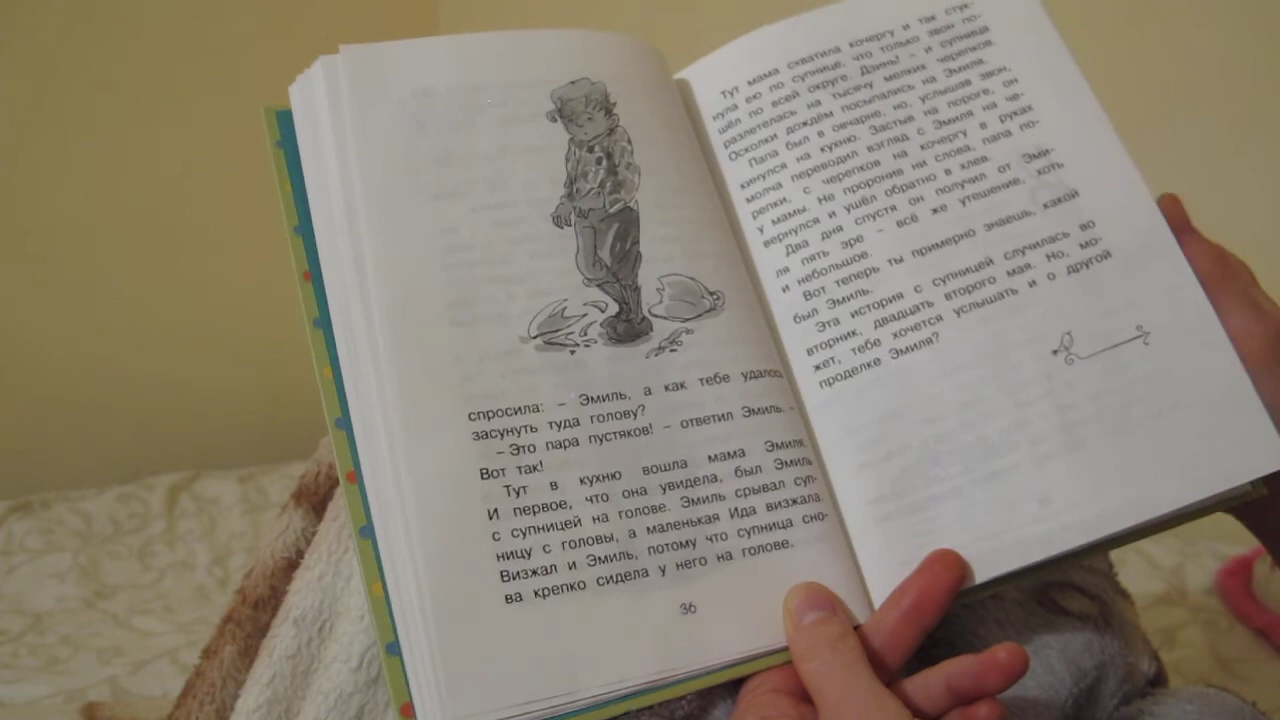 спросила: – Эмиль, а как тебе удалось
засунуть туда голову?
– Это пара пустяков! – ответил Эмиль. –
Вот так!
Тут в кухню вошла мама Эмиля
И первое, что она увидела, был Эмиль
с супницей на голове. Эмиль срывал суп-
ницу с головы, а маленькая Ида визжала.
Визжал и Эмиль, потому что супница сно-
ва крепко сидела у него на голове.
36
Тут мама схватила кочергу и так стук-
нула ею по супнице, что только звон по-
шёл по всей округе. Дзинь! – и супница
разлетелась на тысячу мелких черепков.
Осколки дождём посыпались на Эмиля.
Папа был в овчарне, но, услышав звон,
кинулся на кухню. Застыв на пороге, он
молча переводил взгляд с Эмиля на че-
репки, с черепков на кочергу в руках
у мамы. Не проронив ни слова, папа по-
вернулся и ушёл обратно в хлев.
Два дня спустя он получил от Эми-
ля пять эре – всё же утешение, хоть
и небольшое.
Вот теперь ты примерно знаешь, какой
был Эмиль.
Эта история с супницей случилась во
вторник, двадцать второго мая. Но, мо-
жет, тебе хочется услышать и о другой
проделке Эмиля?